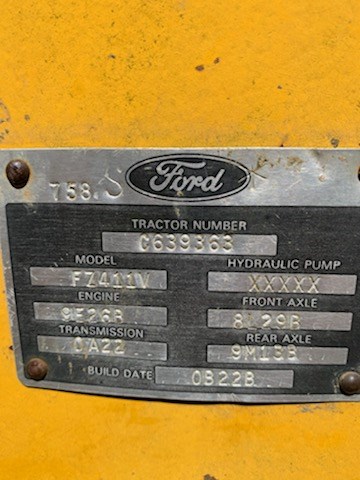 758
Ford
TRACTOR NUMBER
C639363
MODEL
HYDRAULIC PUMP
FZ411V
XXXXX
ENGINE
FRONT AXLE
9E26B
8L29B
TRANSMISSION
REAR AXLE
CA22
9M13B
BUILD DATE
0B22B